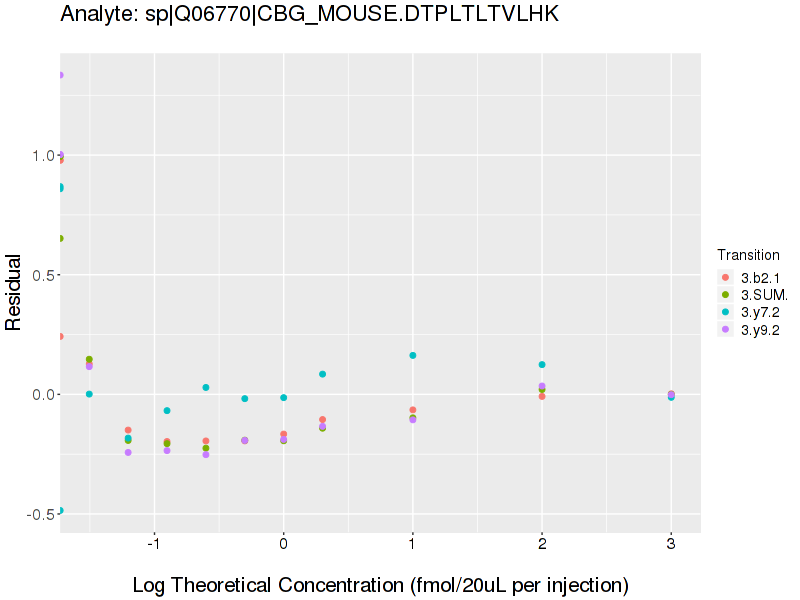 Analyte: sp|Q06770|CBG_MOUSE.DTPLTLTVLHK
Residual
1.0
0.5
0.0
-0.5
-1
0
1
2
3
Log Theoretical Concentration (fmol/20uL per injection)
Transition
3.b2.1
3.SUM.
3.y7.2
3.y9.2